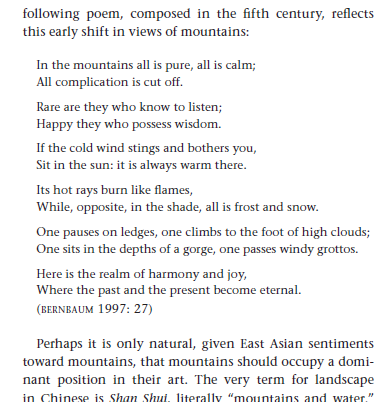 following poem, composed in the fifth century, reflects
this early shift in views of mountains:
In the mountains all is pure, all is calm;
All complication is cut off.
Rare are they who know to listen;
Happy they who possess wisdom.
If the cold wind stings and bothers you,
Sit in the sun: it is always warm there.
Its hot rays burn like flames,
While, opposite, in the shade, all is frost and snow.
One pauses on ledges, one climbs to the foot of high clouds;
One sits in the depths of a gorge, one passes windy grottos.
Here is the realm of harmony and joy,
Where the past and the present become eternal.
(BERNBAUM 1997: 27)
Perhaps it is only natural, given East Asian sentiments
toward mountains, that mountains should occupy a domi-
nant position in their art. The very term for landscape
in Chinese is Shan Shui, literally “mountains and water.”